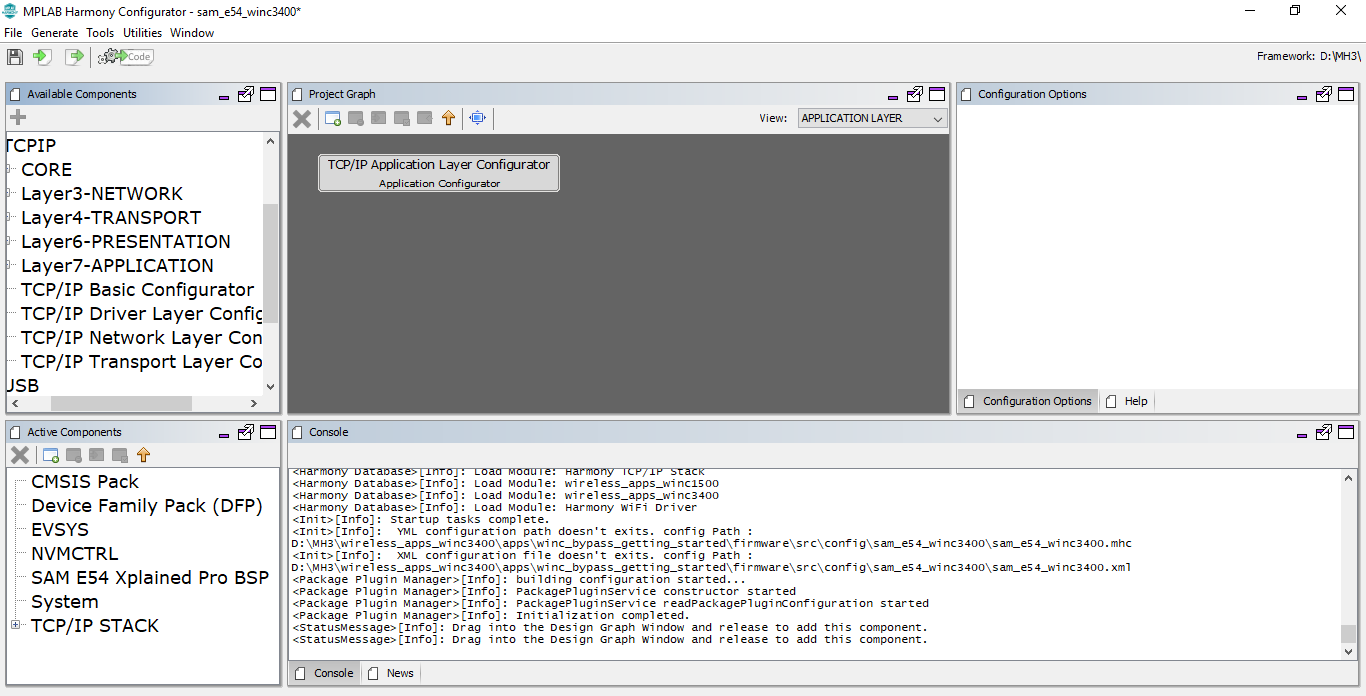 MPLAB Harmony Configurator - sam_e54_winc3400*
File Generate Tools Utilities Window
Code
Framework: D:\MH3\
Available Components
TCPIP
CORE
Layer3-NETWORK
Layer4-TRANSPORT
Layer6-PRESENTATION
Layer7-APPLICATION
TCP/IP Basic Configurator
TCP/IP Driver Layer Config
TCP/IP Network Layer Con
TCP/IP Transport Layer Co
USB
Project Graph
View: APPLICATION LAYER
TCP/IP Application Layer Configurator
Application Configurator
Configuration Options
Configuration Options Help
Active Components
CMSIS Pack
Device Family Pack (DFP)
EVSYS
NVMCTRL
SAM E54 Xplained Pro BSP
System
TCP/IP STACK
Console
<Harmony Database>[Info]: Load Module: Harmony TCP/IP Stack
<Harmony Database>[Info]: Load Module: wireless_apps_winc1500
<Harmony Database>[Info]: Load Module: wireless_apps_winc3400
<Harmony Database>[Info]: Load Module: Harmony WiFi Driver
<Init>[Info]: Startup tasks complete.
<Init>[Info]:  YML configuration path doesn't exits. config Path :
D:\MH3\wireless_apps_winc3400\apps\winc_bypass_getting_started\firmware\src\config\sam_e54_winc3400\sam_e54_winc3400.mhc
<Init>[Info]:  XML configuration file doesn't exits. config Path :
D:\MH3\wireless_apps_winc3400\apps\winc_bypass_getting_started\firmware\src\config\sam_e54_winc3400\sam_e54_winc3400.xml
<Package Plugin Manager>[Info]: building configuration started...
<Package Plugin Manager>[Info]: PackagePluginService constructor started
<Package Plugin Manager>[Info]: PackagePluginService readPackagePluginConfiguration started
<Package Plugin Manager>[Info]: Initialization completed.
<StatusMessage>[Info]: Drag into the Design Graph Window and release to add this component.
<StatusMessage>[Info]: Drag into the Design Graph Window and release to add this component.
Console News